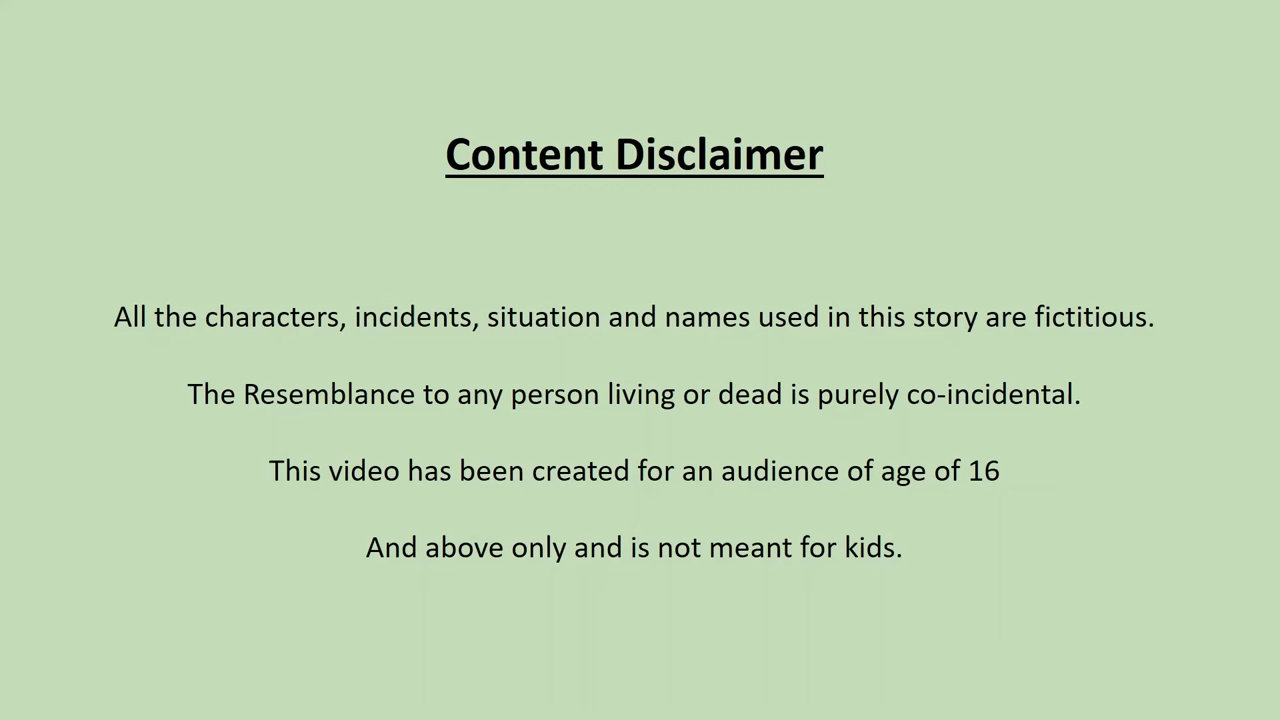 Content Disclaimer
All the characters, incidents, situation and names used in this story are fictitious.
The Resemblance to any person living or dead is purely co-incidental.
This video has been created for an audience of age of 16
And above only and is not meant for kids.